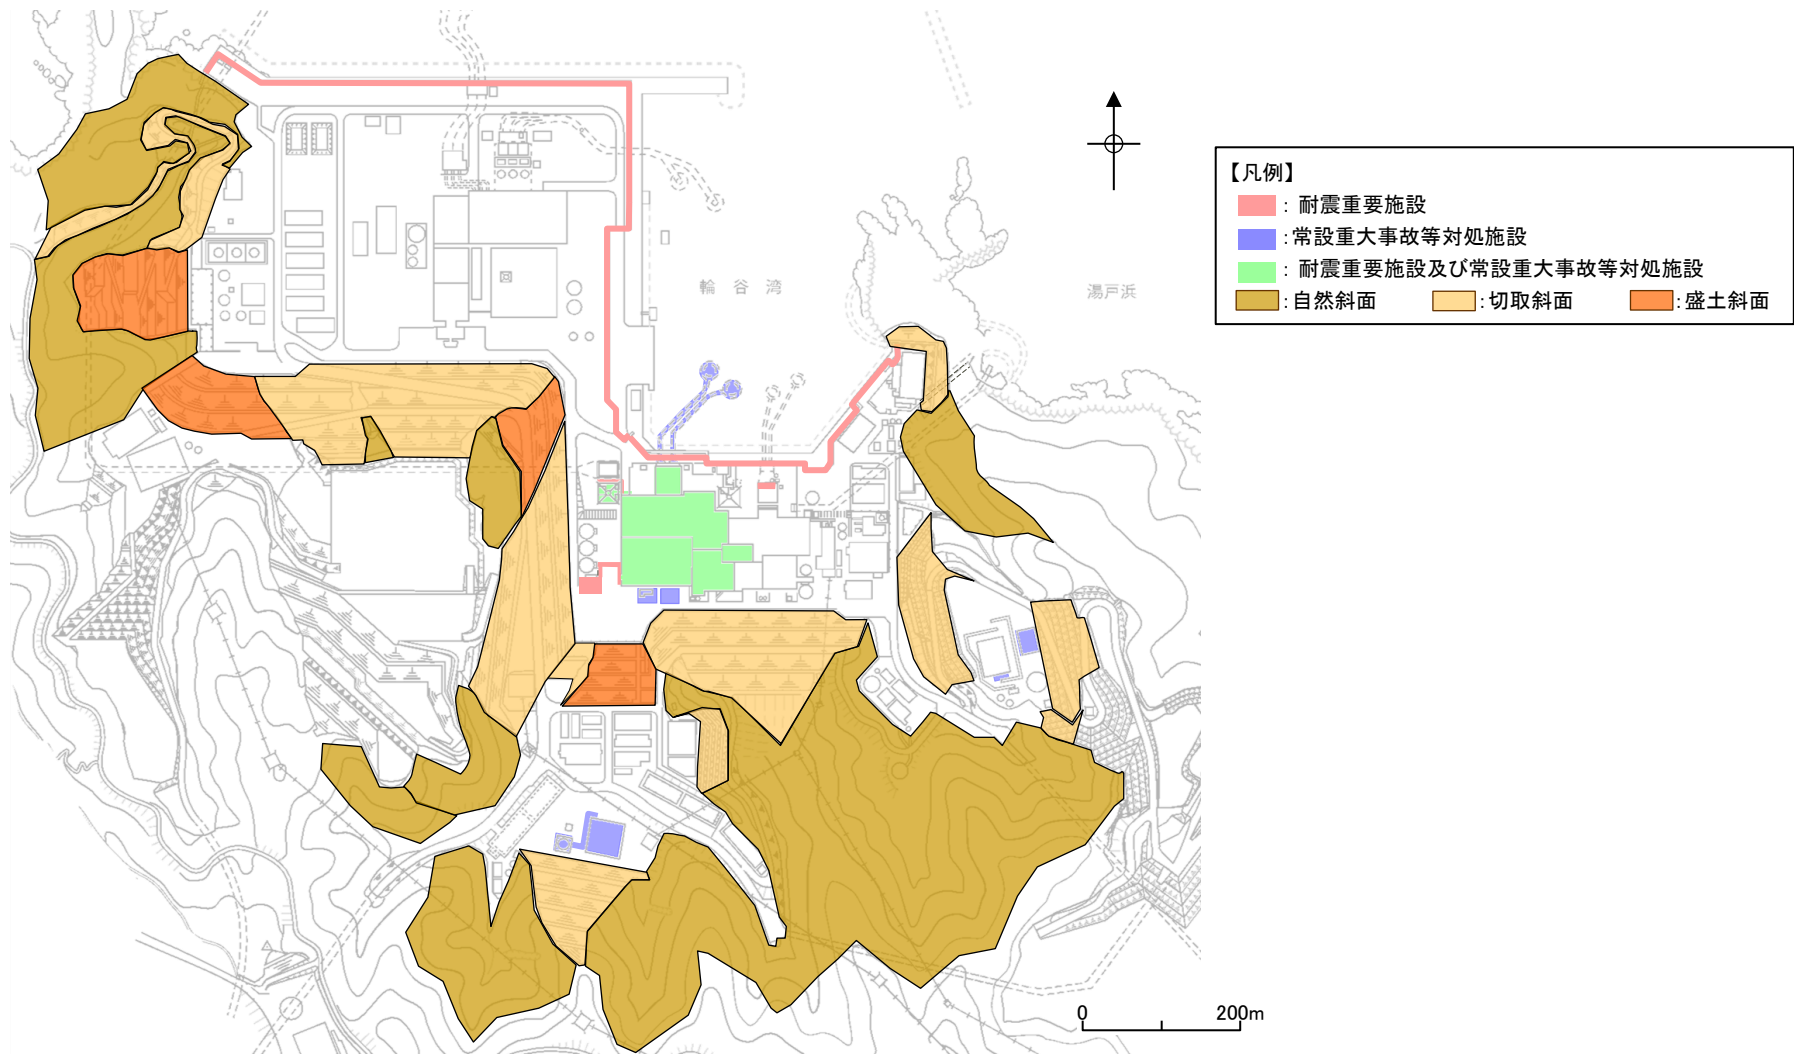 【凡例】
：耐震重要施設
：常設重大事故等対処施設
：耐震重要施設及び常設重大事故等対処施設
：自然斜面 ：切取斜面 ：盛土斜面
輪谷湾
湯戸浜
0 200m